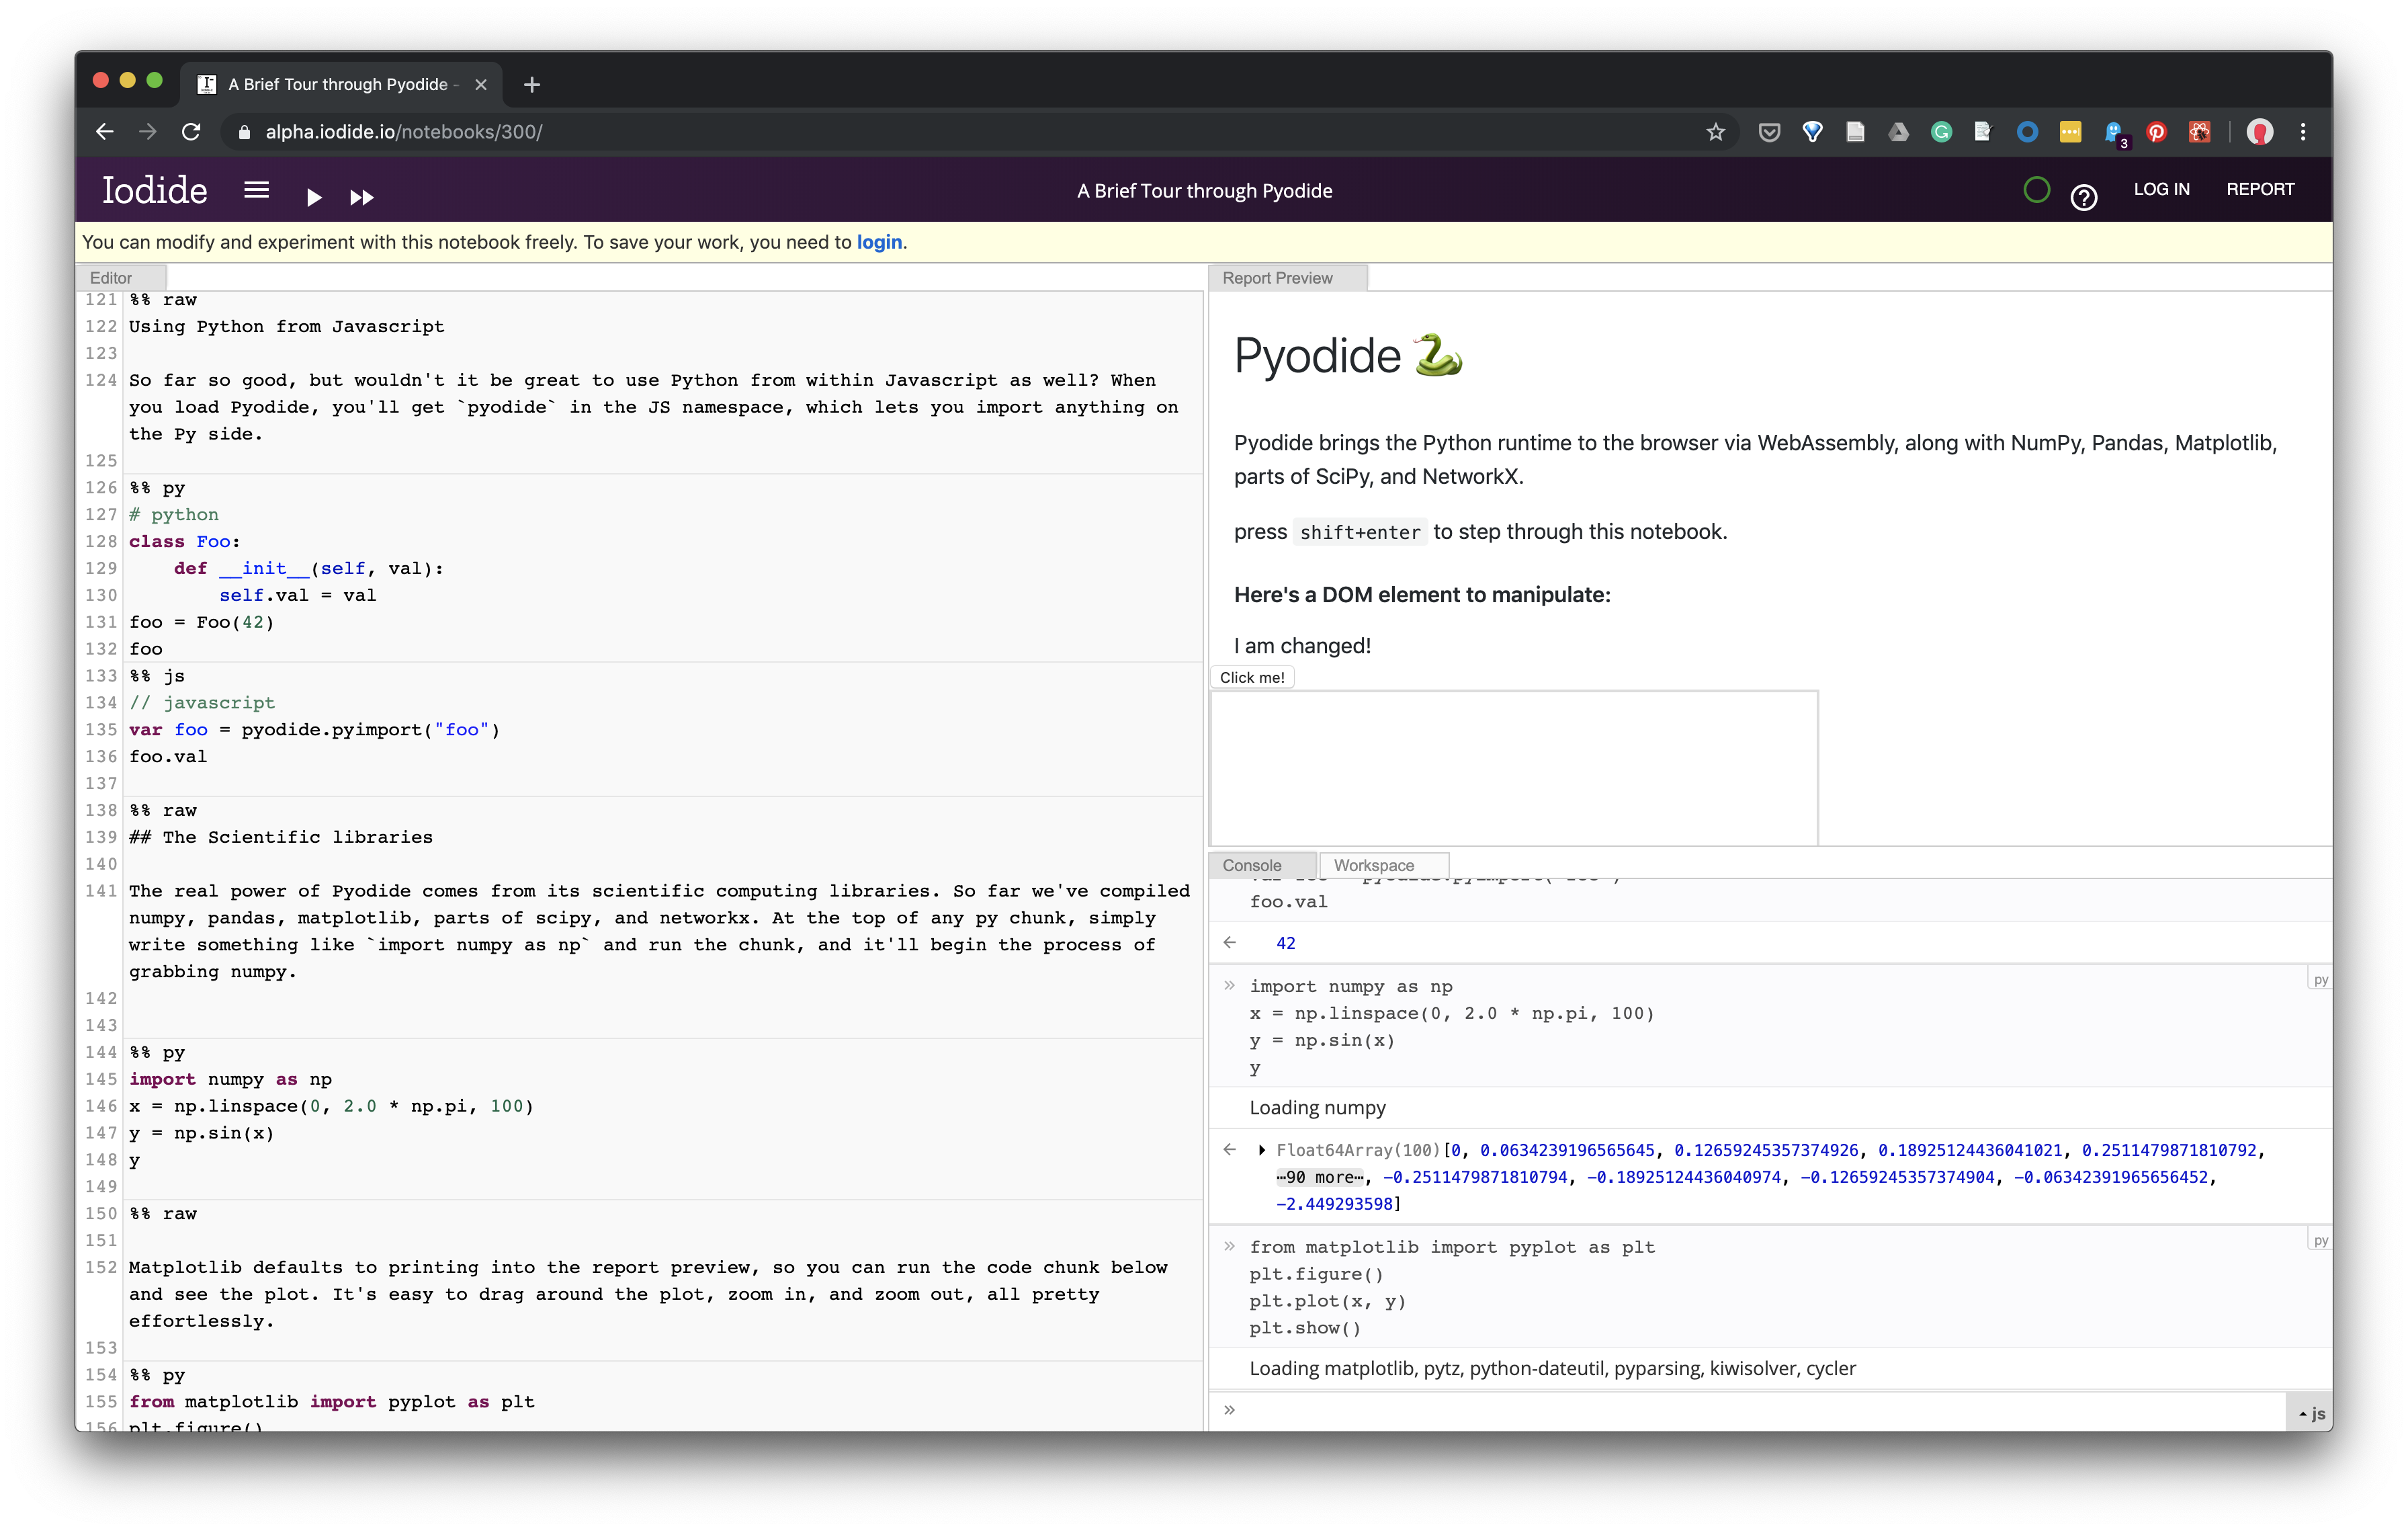 A Brief Tour through Pyodide -
alpha.iodide.io/notebooks/300/
3
Iodide
A Brief Tour through Pyodide
LOG IN
REPORT
You can modify and experiment with this notebook freely. To save your work, you need to login.
Editor
121 %% raw
122 Using Python from Javascript
123
124 So far so good, but wouldn't it be great to use Python from within Javascript as well? When
you load Pyodide, you'll get `pyodide` in the JS namespace, which lets you import anything on
the Py side.
125
126 %% py
127 # python
128 class Foo:
129     def __init__(self, val):
130         self.val = val
131 foo = Foo(42)
132 foo
133 %% js
134 // javascript
135 var foo = pyodide.pyimport("foo")
136 foo.val
137
138 %% raw
139 ## The Scientific libraries
140
141 The real power of Pyodide comes from its scientific computing libraries. So far we've compiled
numpy, pandas, matplotlib, parts of scipy, and networkx. At the top of any py chunk, simply
write something like `import numpy as np` and run the chunk, and it'll begin the process of
grabbing numpy.
142
143
144 %% py
145 import numpy as np
146 x = np.linspace(0, 2.0 * np.pi, 100)
147 y = np.sin(x)
148 y
149
150 %% raw
151
152 Matplotlib defaults to printing into the report preview, so you can run the code chunk below
and see the plot. It's easy to drag around the plot, zoom in, and zoom out, all pretty
effortlessly.
153
154 %% py
155 from matplotlib import pyplot as plt
156 plt.figure()
Report Preview
Pyodide
Pyodide brings the Python runtime to the browser via WebAssembly, along with NumPy, Pandas, Matplotlib,
parts of SciPy, and NetworkX.
press shift+enter to step through this notebook.
Here's a DOM element to manipulate:
I am changed!
Click me!
Console
Workspace
var foo = pyodide.pyimport("foo")
foo.val
← 42
» import numpy as np
py
x = np.linspace(0, 2.0 * np.pi, 100)
y = np.sin(x)
y
Loading numpy
← Float64Array(100)[0, 0.0634239196565645, 0.12659245357374926, 0.18925124436041021, 0.2511479871810792,
⋯90 more⋯, -0.2511479871810794, -0.18925124436040974, -0.12659245357374904, -0.06342391965656452,
-2.449293598]
» from matplotlib import pyplot as plt
py
plt.figure()
plt.plot(x, y)
plt.show()
Loading matplotlib, pytz, python-dateutil, pyparsing, kiwisolver, cycler
»
js